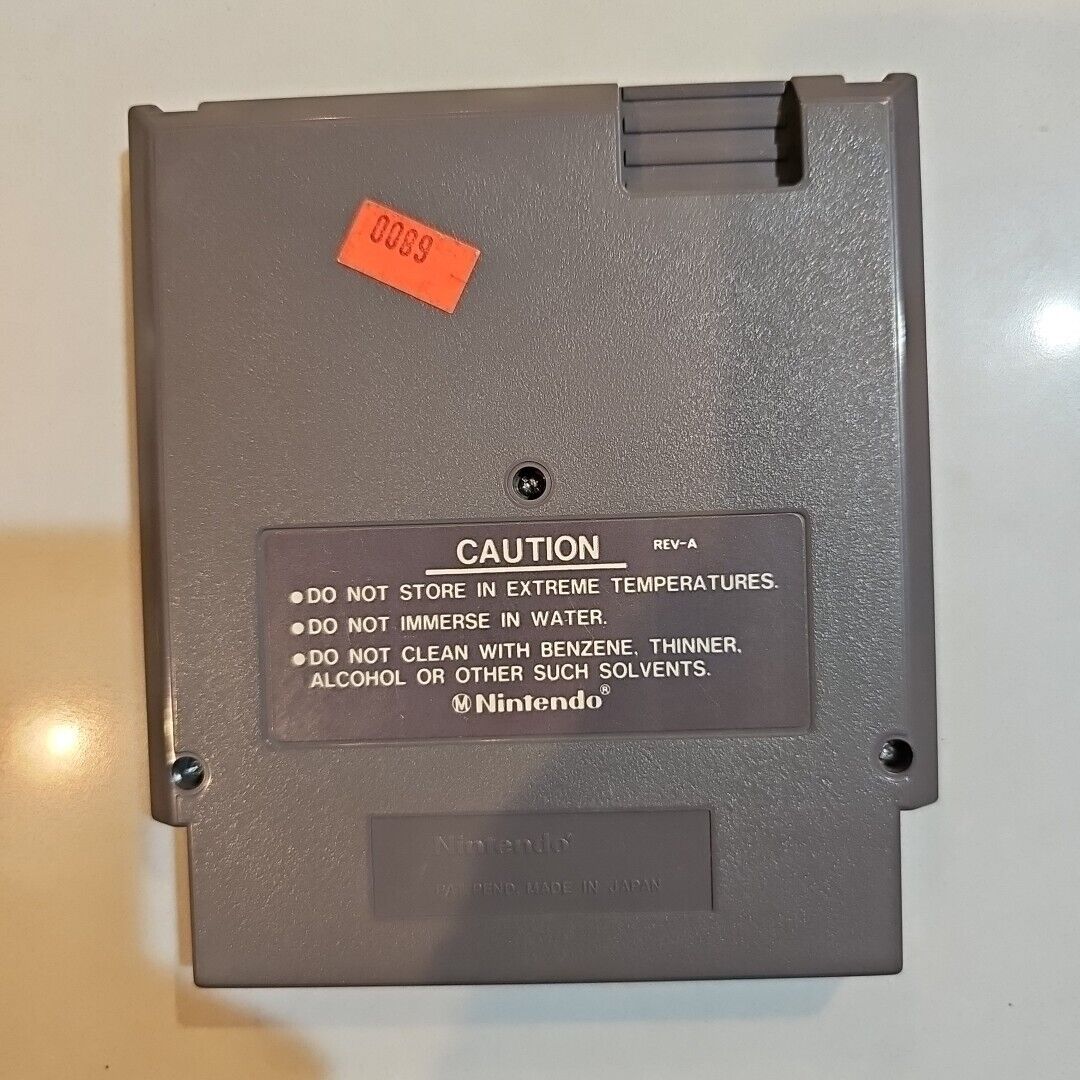 0089
CAUTION REV-A
●DO NOT STORE IN EXTREME TEMPERATURES.
●DO NOT IMMERSE IN WATER.
●DO NOT CLEAN WITH BENZENE, THINNER,
ALCOHOL OR OTHER SUCH SOLVENTS.
Ⓜ Nintendo®
Nintendo®
PAT. PEND. MADE IN JAPAN